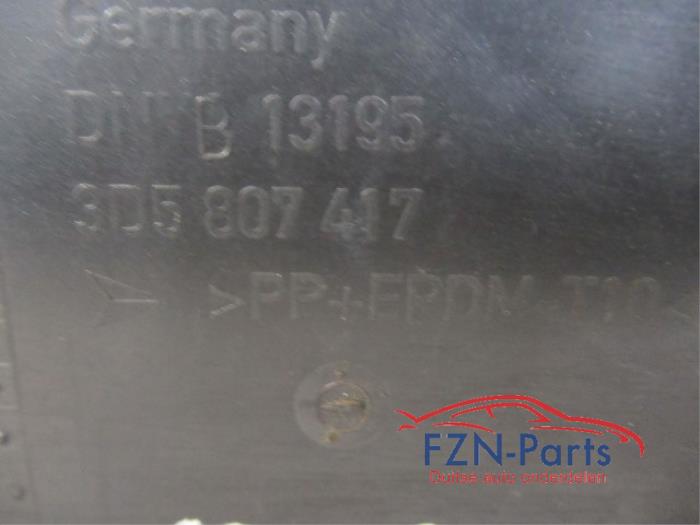 Germany
B 13195
3D5 807 417
>PP+EPDM-T10<
FZN-Parts
Duitse auto onderdelen